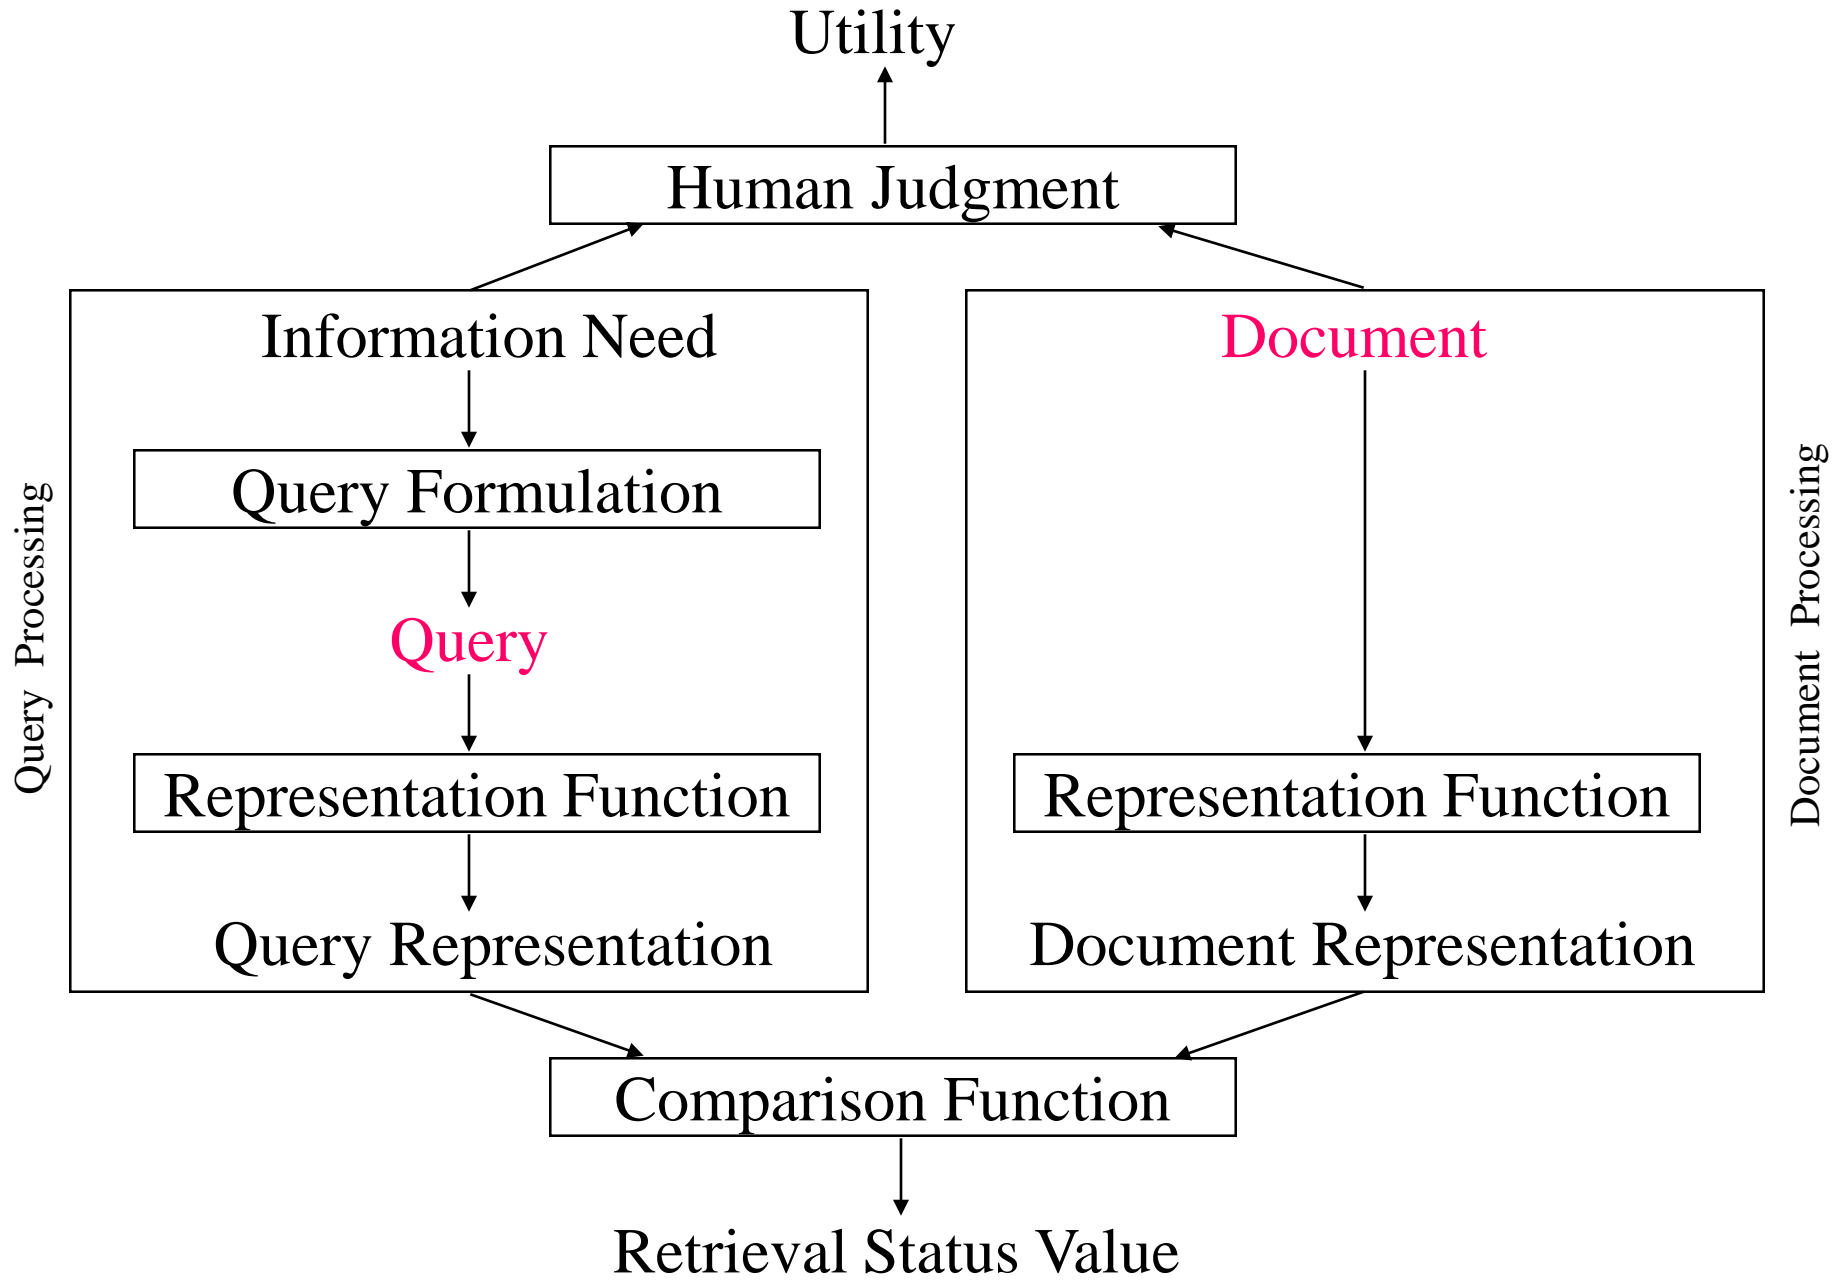 Utility
Human Judgment
Information Need
Document
Query Formulation
Query
Query Processing
Document Processing
Representation Function
Representation Function
Query Representation
Document Representation
Comparison Function
Retrieval Status Value